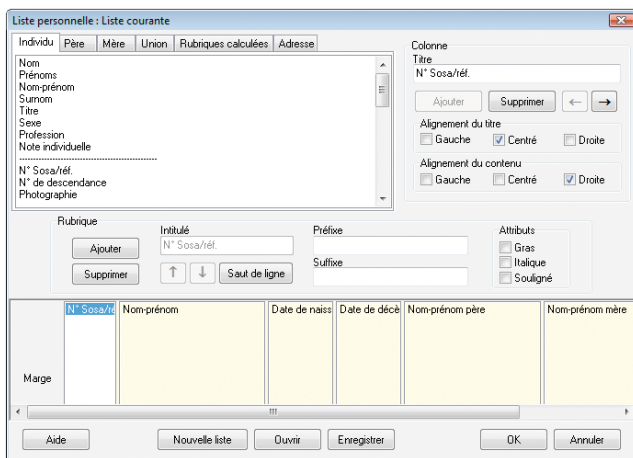 Liste personnelle : Liste courante
Individu Père Mère Union Rubriques calculées Adresse
Nom
Prénoms
Nom-prénom
Surnom
Titre
Sexe
Profession
Note individuelle
--------------------------------------------------
N° Sosa/réf.
N° de descendance
Photographie
Colonne
Titre
N° Sosa/réf.
Ajouter Supprimer ← →
Alignement du titre
Gauche Centré Droite
Alignement du contenu
Gauche Centré Droite
Rubrique
Ajouter
Supprimer
Intitulé
N° Sosa/réf.
↑ ↓ Saut de ligne
Préfixe
Suffixe
Attributs
Gras
Italique
Souligné
Marge
N° Sosa/ré Nom-prénom Date de naiss Date de décè Nom-prénom père Nom-prénom mère
Aide Nouvelle liste Ouvrir Enregistrer OK Annuler